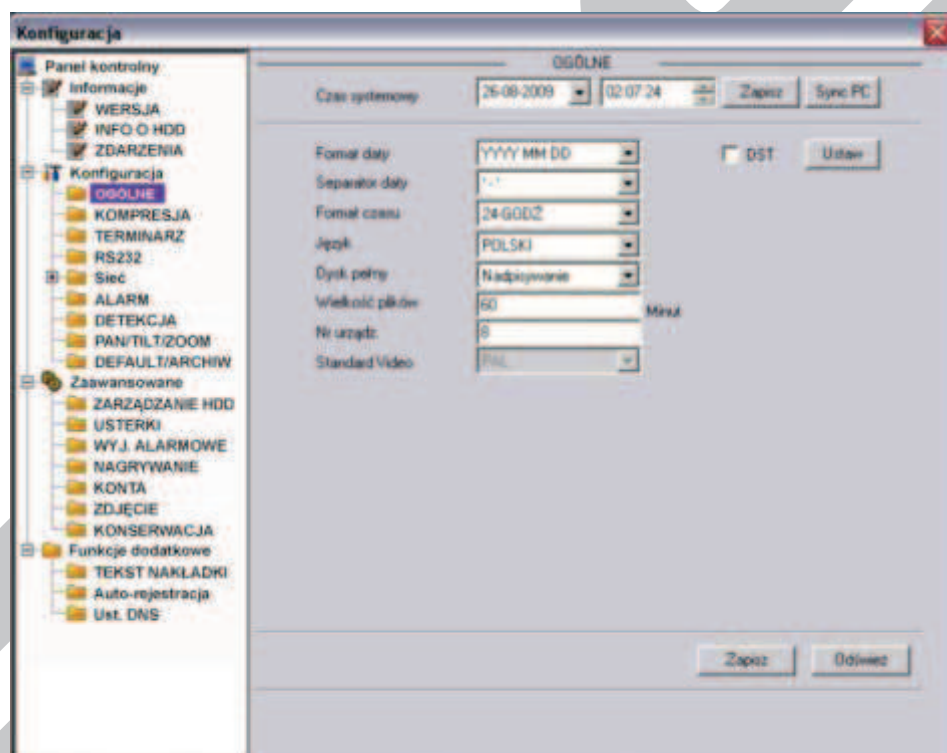 Konfiguracja
Panel kontrolny
Informacje
WERSJA
INFO O HDD
ZDARZENIA
Konfiguracja
OGÓLNE
KOMPRESJA
TERMINARZ
RS232
Sieć
ALARM
DETEKCJA
PAN/TILT/ZOOM
DEFAULT/ARCHIW
Zaawansowane
ZARZĄDZANIE HDD
USTERKI
WYJ. ALARMOWE
NAGRYWANIE
KONTA
ZDJĘCIE
KONSERWACJA
Funkcje dodatkowe
TEKST NAKŁADKI
Auto-rejestracja
Ust. DNS
OGÓLNE
Czas systemowy 26-08-2009 02:07:24 Zapisz Sync PC
Format daty YYYY MM DD DST Ustaw
Separator daty '-'
Format czasu 24-GODZ
Język POLSKI
Dysk pełny Nadpisywanie
Wielkość plików 60 Minut
Nr urządz. 8
Standard Video PAL
Zapisz Odśwież